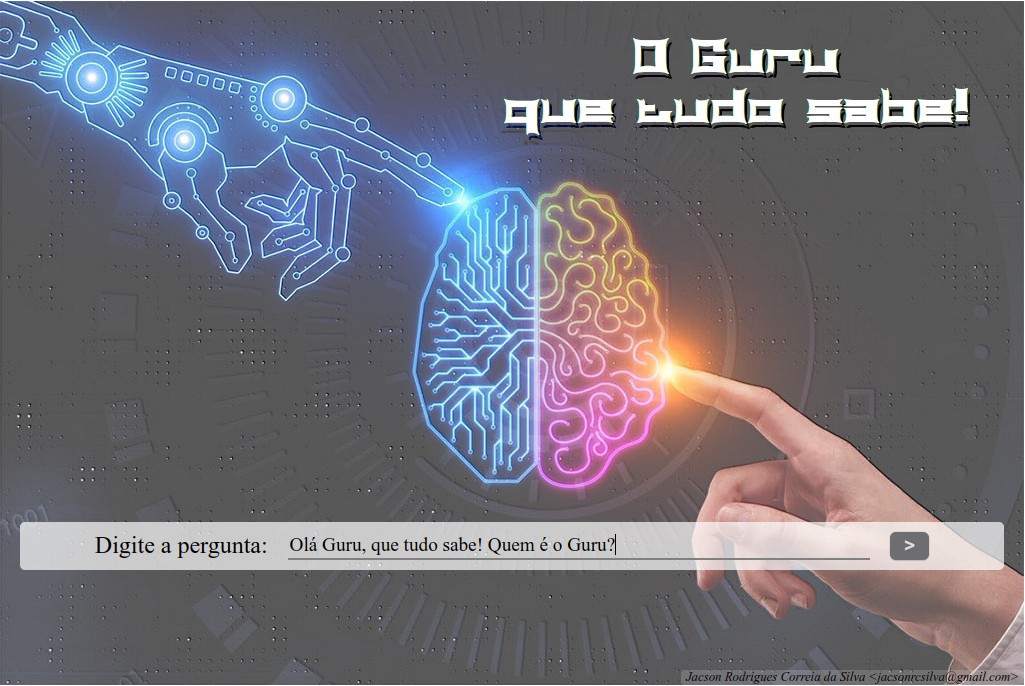 O Guru
que tudo sabe!
Digite a pergunta: Olá Guru, que tudo sabe! Quem é o Guru? >
Jacson Rodrigues Correia da Silva <jacsonrcsilva@gmail.com>